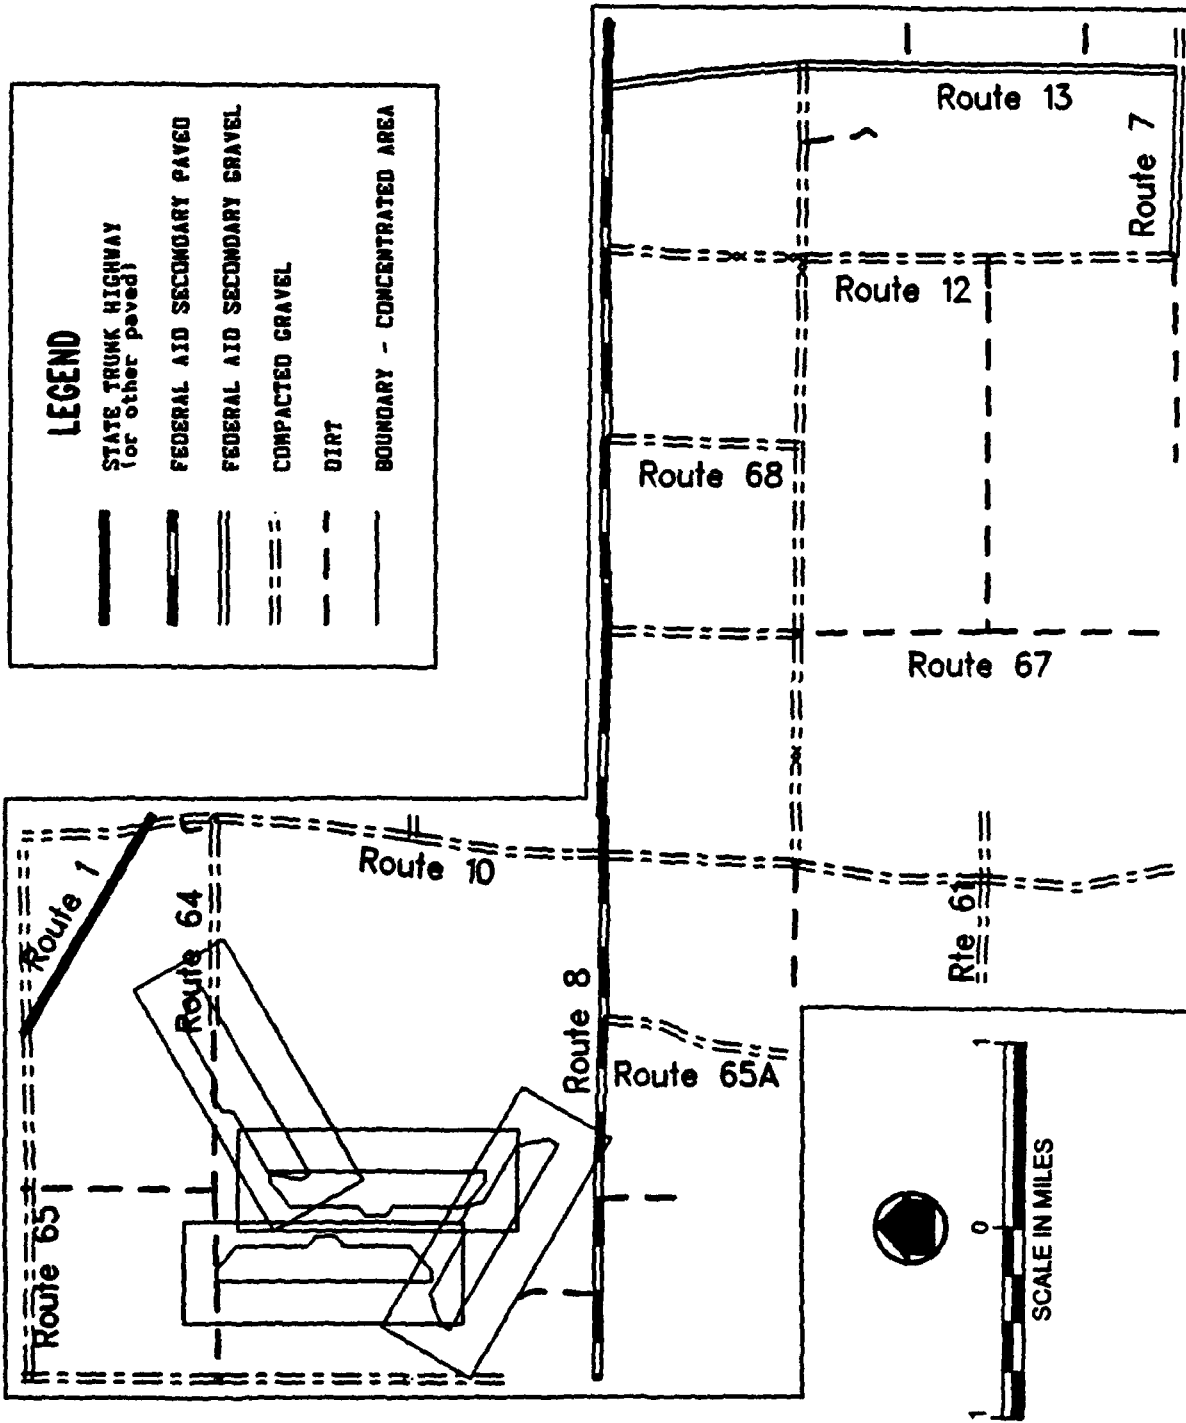 LEGEND
STATE TRUNK HIGHWAY
(or other paved)
FEDERAL AID SECONDARY PAVED
FEDERAL AID SECONDARY GRAVEL
COMPACTED GRAVEL
DIRT
BOUNDARY - CONCENTRATED AREA
Route 13
Route 7
Route 12
Route 68
Route 67
Route 1
Route 10
Route 64
Rte 61
Route 8
Route 65A
Route 65
1 0 1
SCALE IN MILES